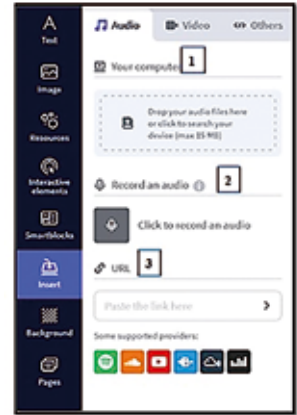 Text
Image
Resources
Interactive
elements
Smartblocks
Insert
Background
Pages
Audio
Video
Others
Your computer
1
Drag your audio files here
or click to search your
device (max 15 MB)
Record an audio
2
Click to record an audio
URL
3
Paste the link here
Some supported providers: